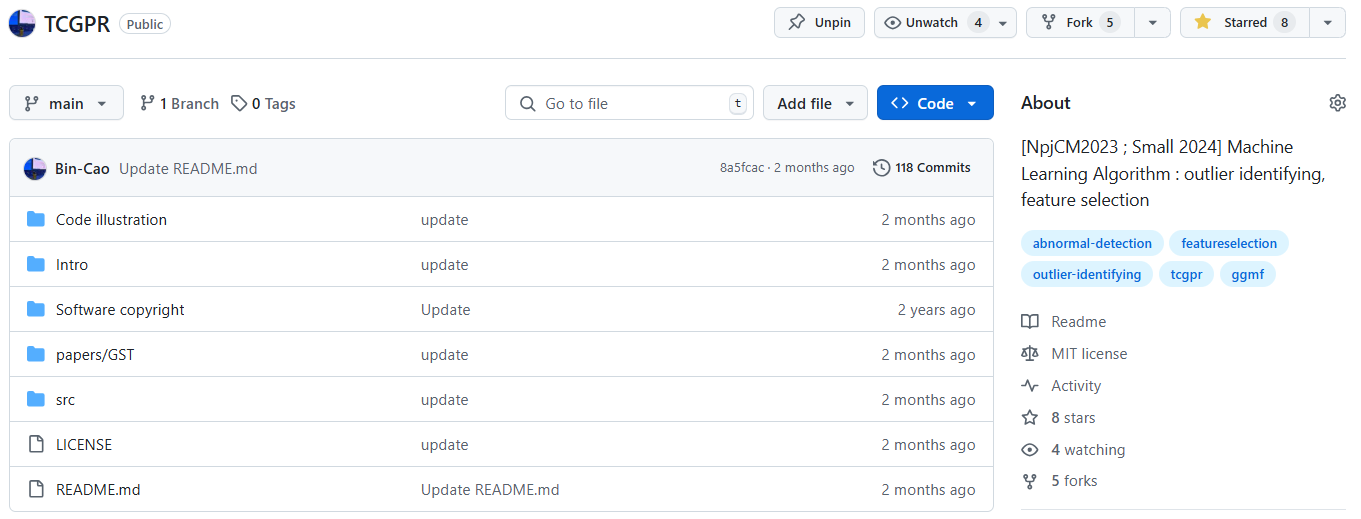 TCGPR Public Unpin Unwatch 4 Fork 5 Starred 8
main 1 Branch 0 Tags Go to file t Add file Code
Bin-Cao Update README.md 8a5fcac · 2 months ago 118 Commits
Code illustration update 2 months ago
Intro update 2 months ago
Software copyright Update 2 years ago
papers/GST update 2 months ago
src update 2 months ago
LICENSE update 2 months ago
README.md Update README.md 2 months ago
About
[NpjCM2023 ; Small 2024] Machine
Learning Algorithm : outlier identifying,
feature selection
abnormal-detection featureselection
outlier-identifying tcgpr ggmf
Readme
MIT license
Activity
8 stars
4 watching
5 forks